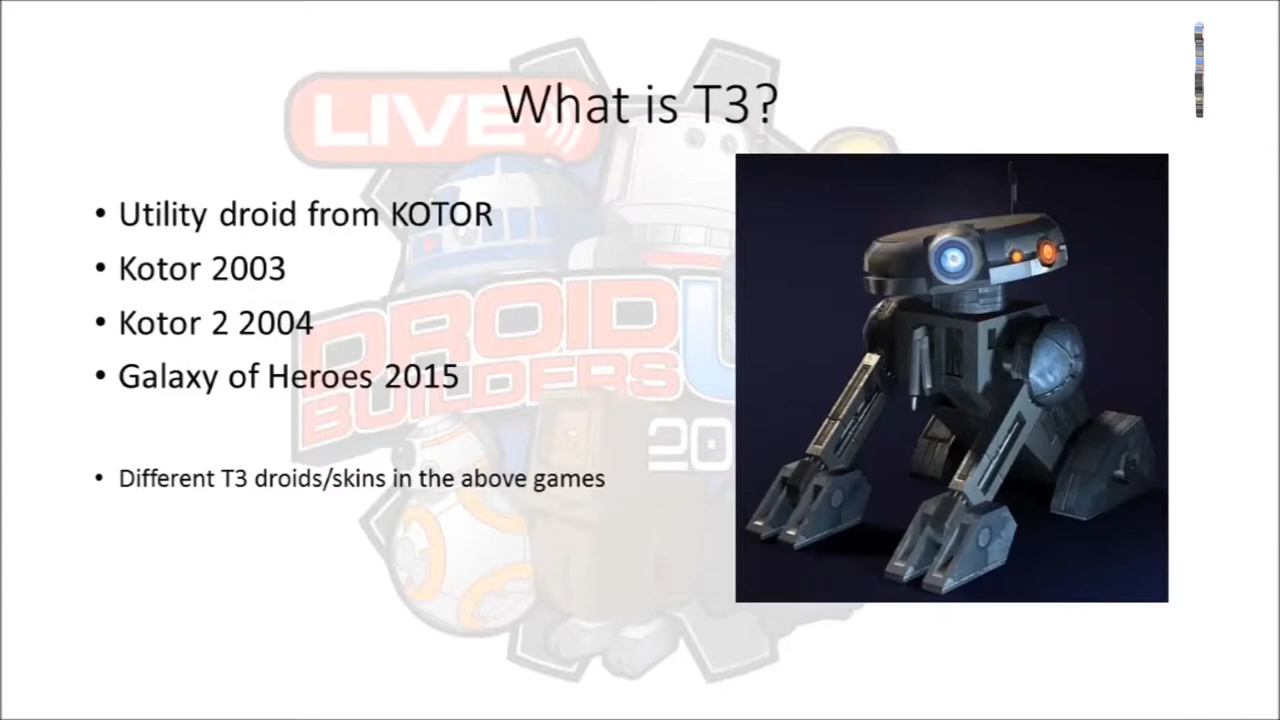 LIVE
What is T3?
• Utility droid from KOTOR
• Kotor 2003
• Kotor 2 2004
• Galaxy of Heroes 2015
• Different T3 droids/skins in the above games
DROID
BUILDERS
20